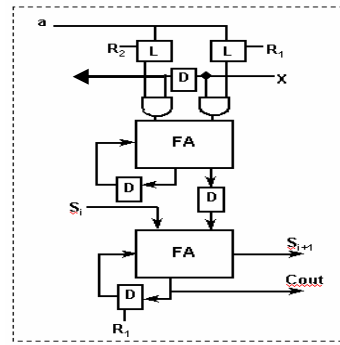 a
R₂ L L R₁
D X
FA
D D
Sᵢ
FA Sᵢ₊₁
Cout
D
R₁